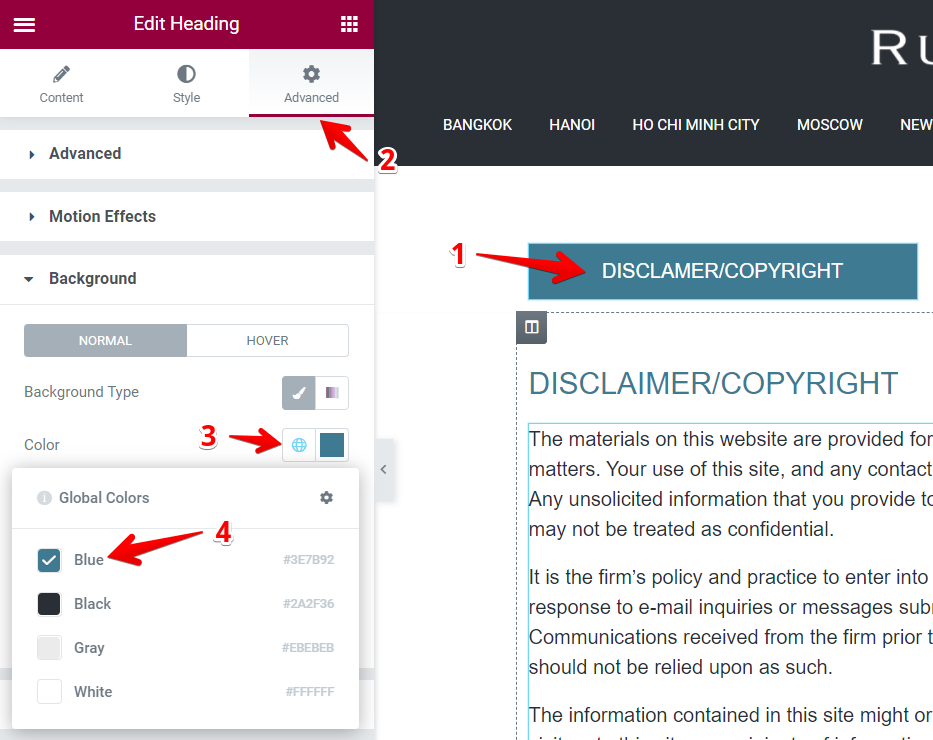 Edit Heading
Content
Style
Advanced
2
Advanced
Motion Effects
Background
NORMAL
HOVER
Background Type
Color
3
Global Colors
4
Blue
#3E7B92
Black
#2A2F36
Gray
#EBEBEB
White
#FFFFFF
BANGKOK
HANOI
HO CHI MINH CITY
MOSCOW
NEW
1
DISCLAMER/COPYRIGHT
DISCLAIMER/COPYRIGHT
The materials on this website are provided for
matters. Your use of this site, and any contact
Any unsolicited information that you provide to
may not be treated as confidential.
It is the firm’s policy and practice to enter into
response to e-mail inquiries or messages sub
Communications received from the firm prior t
should not be relied upon as such.
The information contained in this site might or